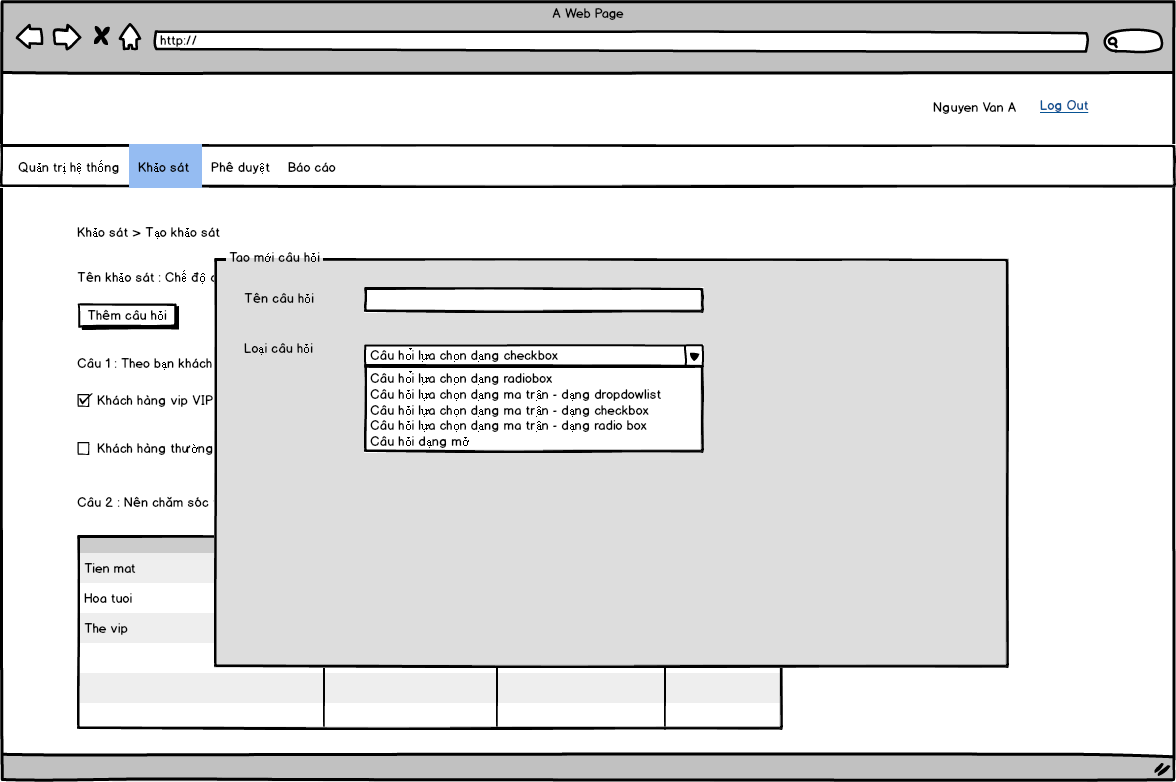 A Web Page
http://
Nguyen Van A Log Out
Quản trị hệ thống Khảo sát Phê duyệt Báo cáo
Khảo sát > Tạo khảo sát
Tên khảo sát : Chế độ
Thêm câu hỏi
Câu 1 : Theo bạn khách
Khách hàng vip VIP
Khách hàng thường
Câu 2 : Nên chăm sóc
Tien mat
Hoa tuoi
The vip
Tạo mới câu hỏi
Tên câu hỏi
Loại câu hỏi
Câu hỏi lựa chọn dạng checkbox
Câu hỏi lựa chọn dạng radiobox
Câu hỏi lựa chọn dạng ma trận - dạng dropdowlist
Câu hỏi lựa chọn dạng ma trận - dạng checkbox
Câu hỏi lựa chọn dạng ma trận - dạng radio box
Câu hỏi dạng mở